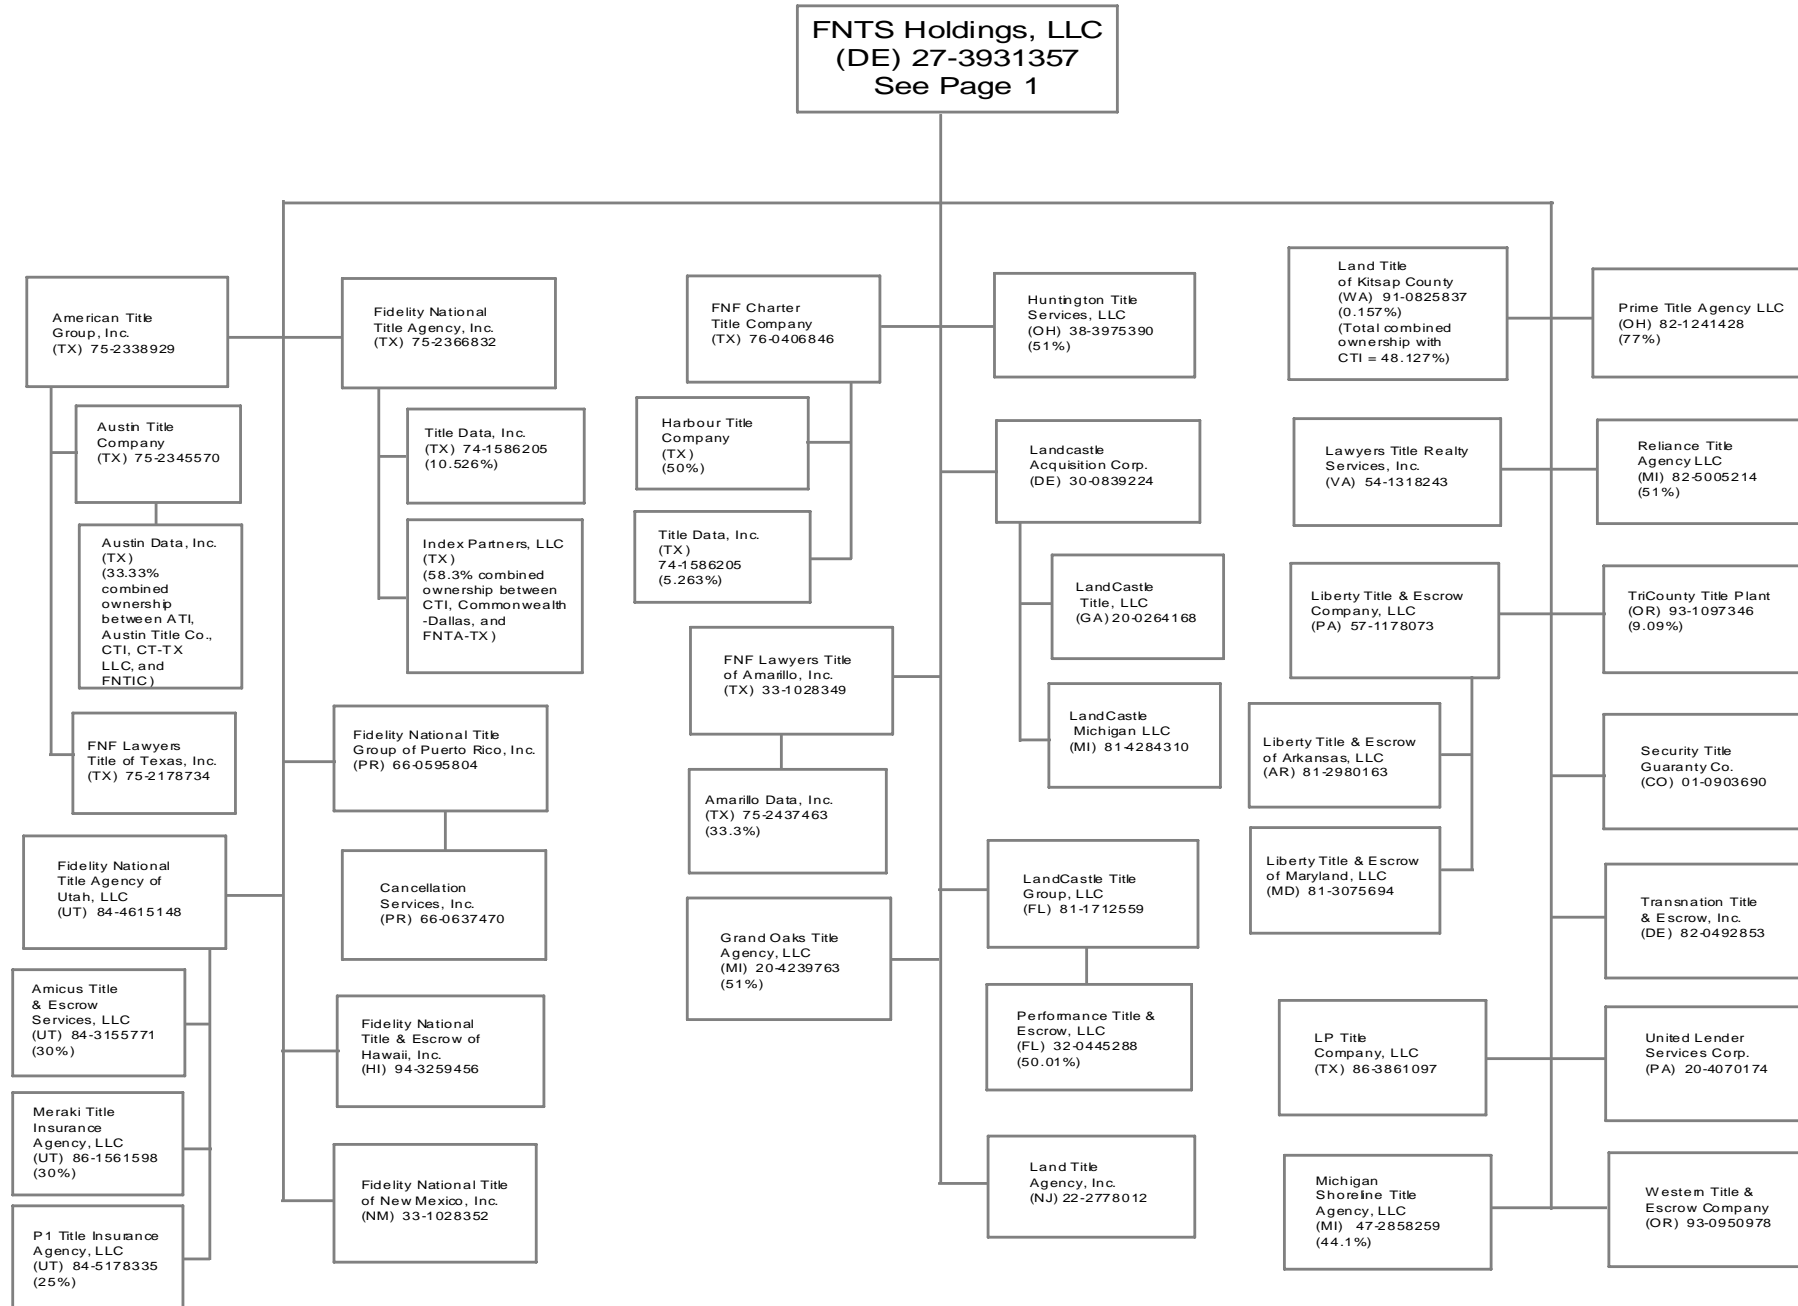 FNTS Holdings, LLC
(DE) 27-3931357
See Page 1
American Title
Group, Inc.
(TX) 75-2338929
Austin Title
Company
(TX) 75-2345570
Austin Data, Inc.
(TX)
(33.33%
combined
ownership
between ATI,
Austin Title Co.,
CTI, CT-TX
LLC, and
FNTIC)
FNF Lawyers
Title of Texas, Inc.
(TX) 75-2178734
Fidelity National
Title Agency of
Utah, LLC
(UT) 84-4615148
Amicus Title
& Escrow
Services, LLC
(UT) 84-3155771
(30%)
Meraki Title
Insurance
Agency, LLC
(UT) 86-1561598
(30%)
P1 Title Insurance
Agency, LLC
(UT) 84-5178335
(25%)
Fidelity National
Title Agency, Inc.
(TX) 75-2366832
Title Data, Inc.
(TX) 74-1586205
(10.526%)
Index Partners, LLC
(TX)
(58.3% combined
ownership between
CTI, Commonwealth
-Dallas, and
FNTA-TX)
Fidelity National Title
Group of Puerto Rico, Inc.
(PR) 66-0595804
Cancellation
Services, Inc.
(PR) 66-0637470
Fidelity National
Title & Escrow of
Hawaii, Inc.
(HI) 94-3259456
Fidelity National Title
of New Mexico, Inc.
(NM) 33-1028352
FNF Charter
Title Company
(TX) 76-0406846
Harbour Title
Company
(TX)
(50%)
Title Data, Inc.
(TX)
74-1586205
(5.263%)
FNF Lawyers Title
of Amarillo, Inc.
(TX) 33-1028349
Amarillo Data, Inc.
(TX) 75-2437463
(33.3%)
Grand Oaks Title
Agency, LLC
(MI) 20-4239763
(51%)
Huntington Title
Services, LLC
(OH) 38-3975390
(51%)
Landcastle
Acquisition Corp.
(DE) 30-0839224
LandCastle
Title, LLC
(GA) 20-0264168
LandCastle
Michigan LLC
(MI) 81-4284310
LandCastle Title
Group, LLC
(FL) 81-1712559
Performance Title &
Escrow, LLC
(FL) 32-0445288
(50.01%)
Land Title
Agency, Inc.
(NJ) 22-2778012
Land Title
of Kitsap County
(WA) 91-0825837
(0.157%)
(Total combined
ownership with
CTI = 48.127%)
Lawyers Title Realty
Services, Inc.
(VA) 54-1318243
Liberty Title & Escrow
Company, LLC
(PA) 57-1178073
Liberty Title & Escrow
of Arkansas, LLC
(AR) 81-2980163
Liberty Title & Escrow
of Maryland, LLC
(MD) 81-3075694
LP Title
Company, LLC
(TX) 86-3861097
Michigan
Shoreline Title
Agency, LLC
(MI) 47-2858259
(44.1%)
Prime Title Agency LLC
(OH) 82-1241428
(77%)
Reliance Title
Agency LLC
(MI) 82-5005214
(51%)
TriCounty Title Plant
(OR) 93-1097346
(9.09%)
Security Title
Guaranty Co.
(CO) 01-0903690
Transnation Title
& Escrow, Inc.
(DE) 82-0492853
United Lender
Services Corp.
(PA) 20-4070174
Western Title &
Escrow Company
(OR) 93-0950978